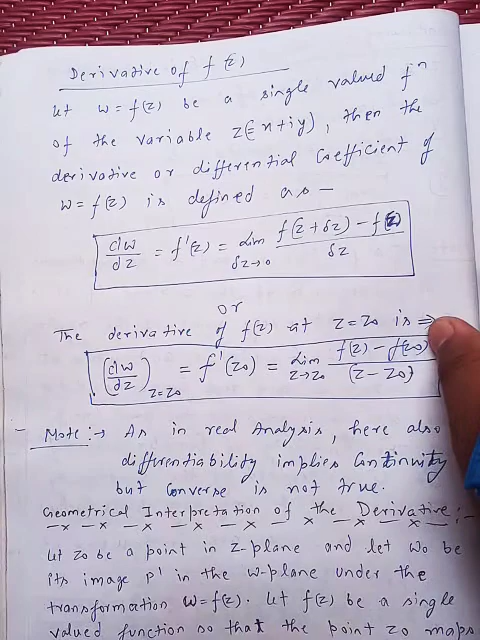 Derivative of f(z)
Let w = f(z) be a single valued fⁿ
of the variable z(= x+iy), then the
derivative or differential Coefficient of
w = f(z) is defined as –
dw/dz = f'(z) = lim δz→0 f(z+δz) – f(z) / δz
or
The derivative of f(z) at z = z0 is ⇒
(dw/dz) z=z0 = f'(z0) = lim z→z0 f(z) – f(z0) / (z – z0)
– Note :→ As in real Analysis, here also
differentiability implies Continuity
but Converse is not true.
Geometrical Interpretation of the Derivative :–
Let z0 be a point in z-plane and let w0 be
its image p' in the w-plane under the
transformation w = f(z). Let f(z) be a single
valued function so that the point z0 maps